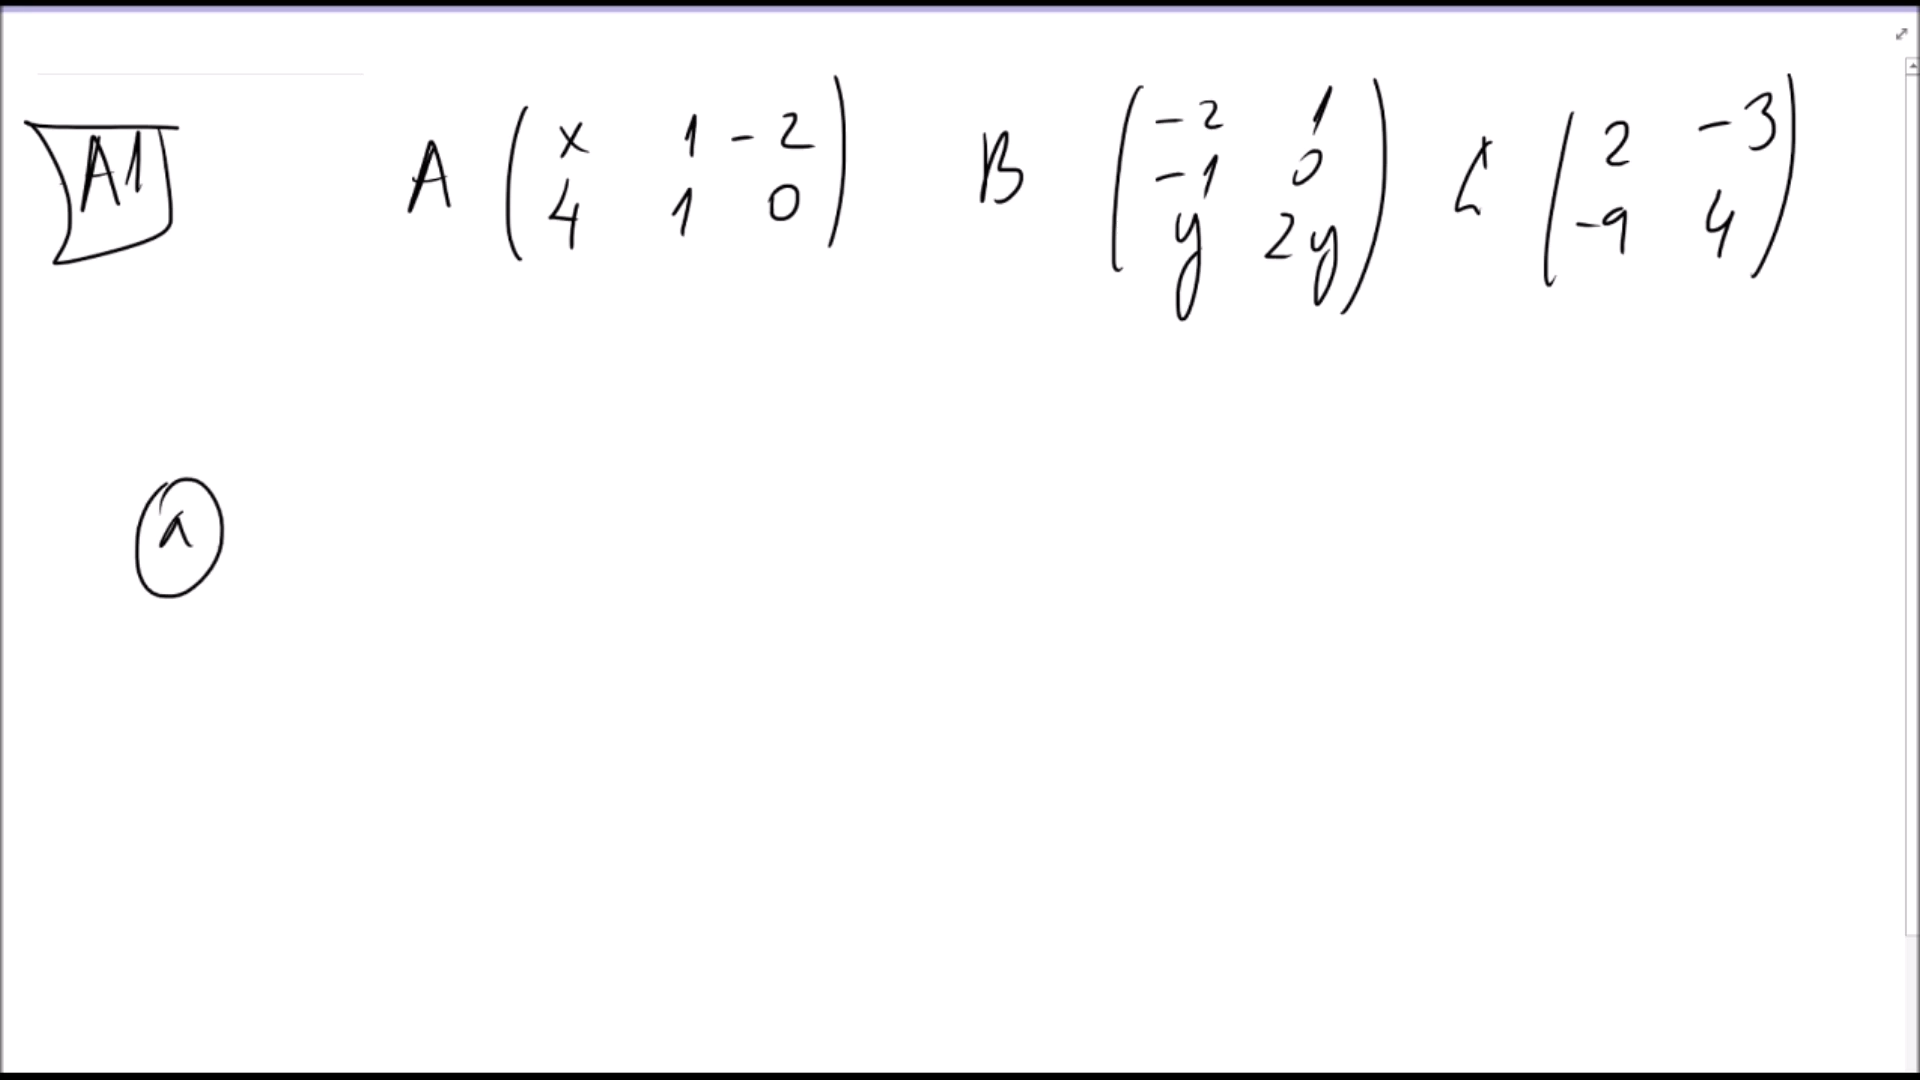 A1 A ( x 1 -2 ) B ( -2 1 ) C ( 2 -3 )
( 4 1 0 ) ( -1 0 ) ( -9 4 )
( y 2y )
a